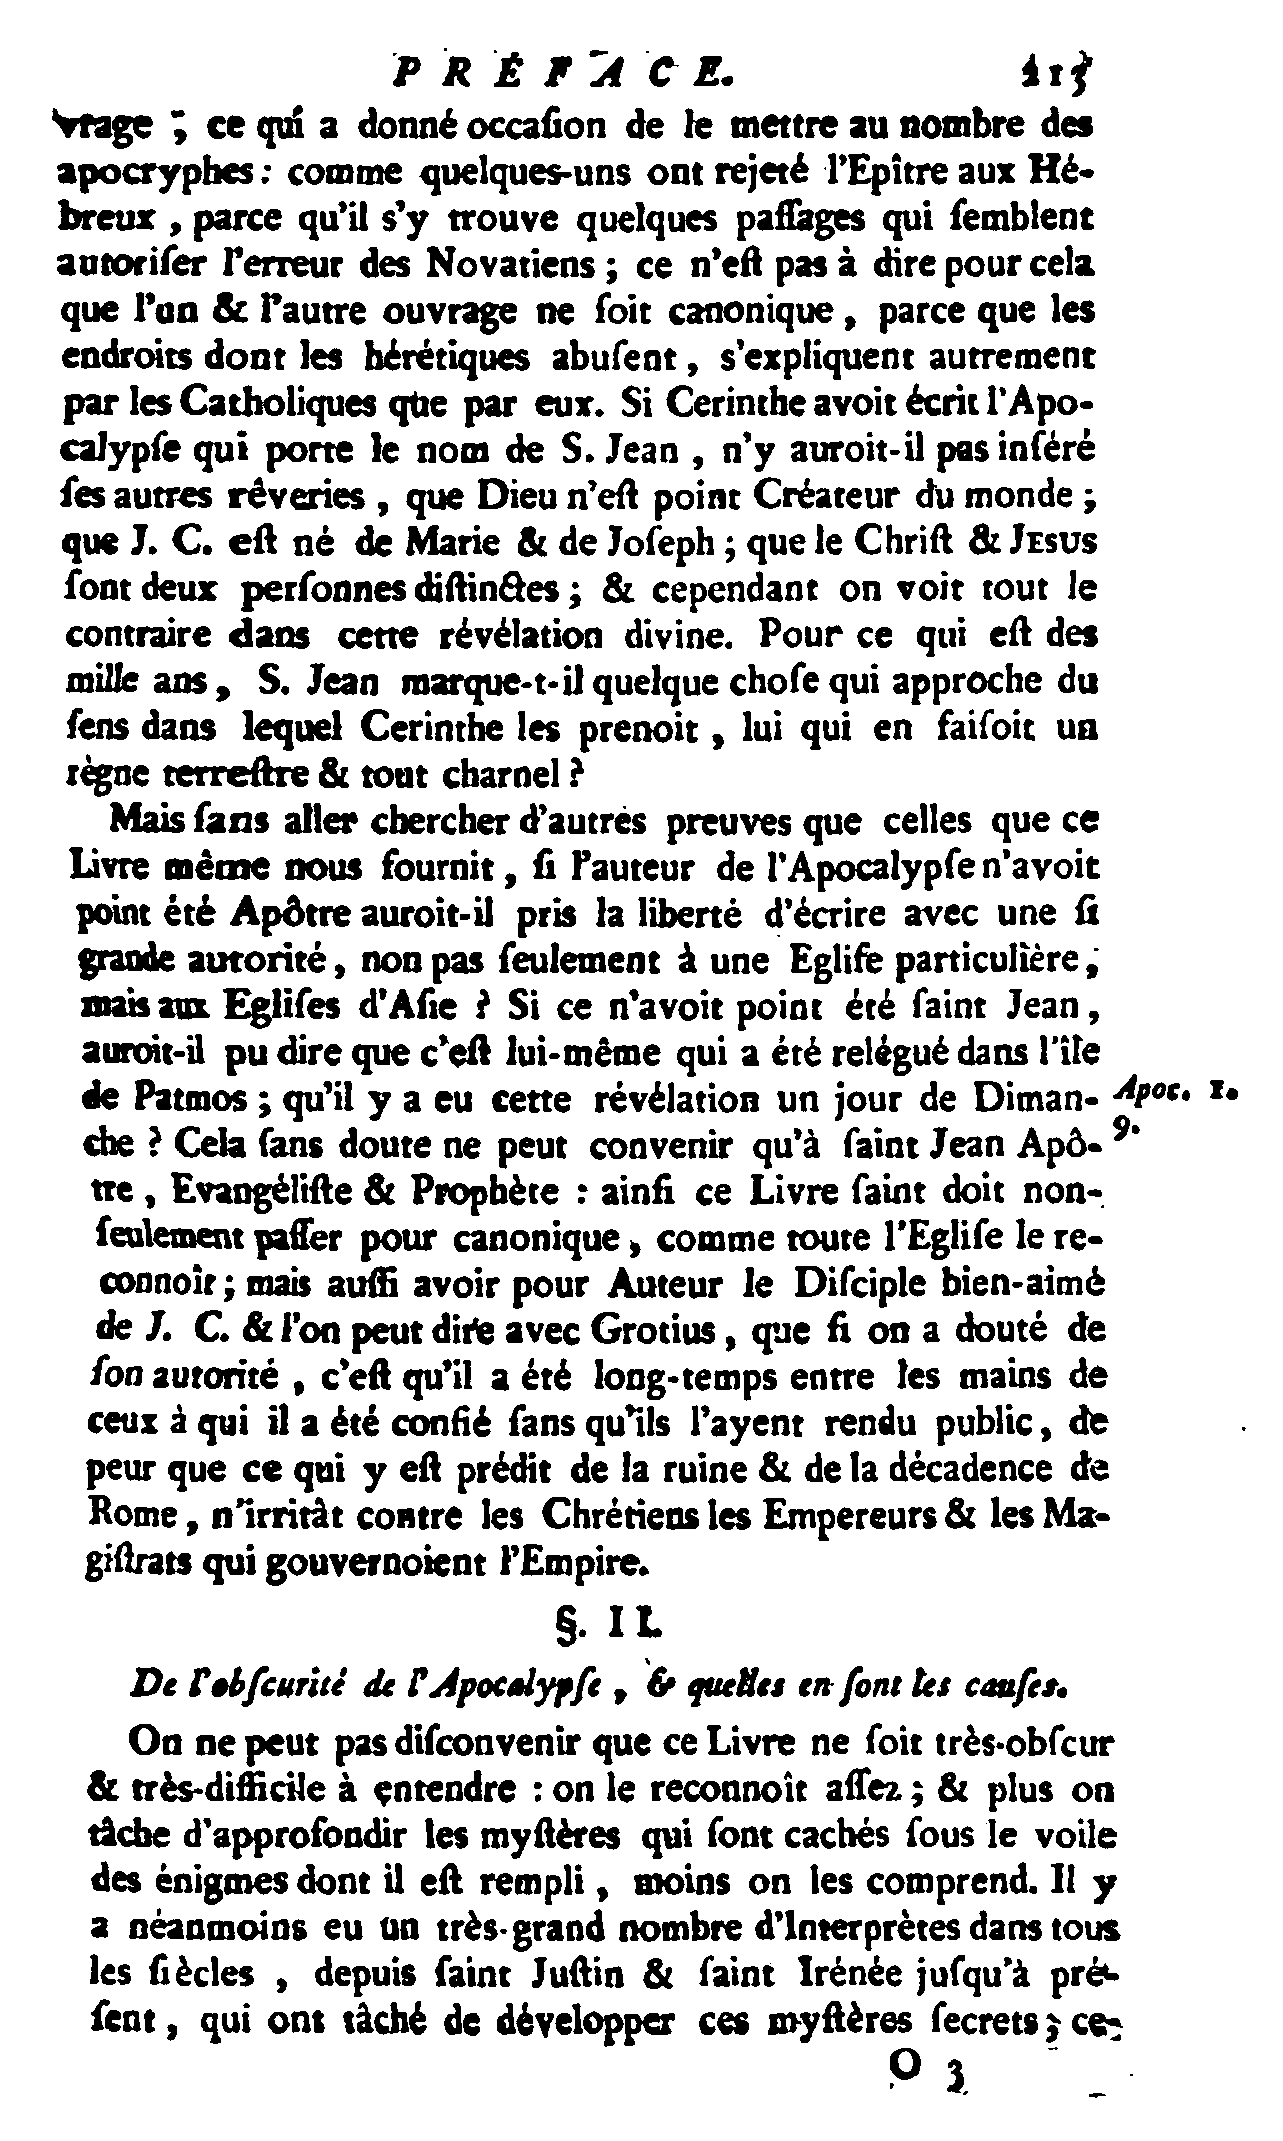 PRÉFACE. 213
vrage ; ce qui a donné occaſion de le mettre au nombre des
apocryphes : comme quelques-uns ont rejeté l'Epître aux Hé-
breux , parce qu'il s'y trouve quelques paſſages qui ſemblent
autoriſer l'erreur des Novatiens ; ce n'eſt pas à dire pour cela
que l'un & l'autre ouvrage ne ſoit canonique , parce que les
endroits dont les hérétiques abuſent , s'expliquent autrement
par les Catholiques que par eux. Si Cerinthe avoit écrit l'Apo-
calypſe qui porte le nom de S. Jean , n'y auroit-il pas inſéré
ſes autres rêveries , que Dieu n'eſt point Créateur du monde ;
que J. C. eſt né de Marie & de Joſeph ; que le Chriſt & JESUS
ſont deux perſonnes diſtinctes ; & cependant on voit tout le
contraire dans cette révélation divine. Pour ce qui eſt des
mille ans , S. Jean marque-t-il quelque choſe qui approche du
ſens dans lequel Cerinthe les prenoit , lui qui en faiſoit un
règne terreſtre & tout charnel ?
Mais ſans aller chercher d'autres preuves que celles que ce
Livre même nous fournit , ſi l'auteur de l'Apocalypſe n'avoit
point été Apôtre auroit-il pris la liberté d'écrire avec une ſi
grande autorité , non pas ſeulement à une Egliſe particulière ,
mais aux Egliſes d'Aſie ? Si ce n'avoit point été ſaint Jean ,
auroit-il pu dire que c'eſt lui-même qui a été relégué dans l'île
de Patmos ; qu'il y a eu cette révélation un jour de Diman-
Apoc. 1.
9.
che ? Cela ſans doute ne peut convenir qu'à ſaint Jean Apô-
tre , Evangéliſte & Prophète : ainſi ce Livre ſaint doit non-
ſeulement paſſer pour canonique , comme toute l'Egliſe le re-
connoît ; mais auſſi avoir pour Auteur le Diſciple bien-aimé
de J. C. & l'on peut dire avec Grotius , que ſi on a douté de
ſon autorité , c'eſt qu'il a été long-temps entre les mains de
ceux à qui il a été confié ſans qu'ils l'ayent rendu public , de
peur que ce qui y eſt prédit de la ruine & de la décadence de
Rome , n'irritât contre les Chrétiens les Empereurs & les Ma-
giſtrats qui gouvernoient l'Empire.
§. II.
De l'obſcurité de l'Apocalypſe , & quelles en ſont les cauſes.
On ne peut pas diſconvenir que ce Livre ne ſoit très-obſcur
& très-difficile à entendre : on le reconnoît aſſez ; & plus on
tâche d'approfondir les myſtères qui ſont cachés ſous le voile
des énigmes dont il eſt rempli , moins on les comprend. Il y
a néanmoins eu un très-grand nombre d'Interprètes dans tous
les ſiècles , depuis ſaint Juſtin & ſaint Irénée juſqu'à pré-
ſent , qui ont tâché de développer ces myſtères ſecrets ; ce-
O 3